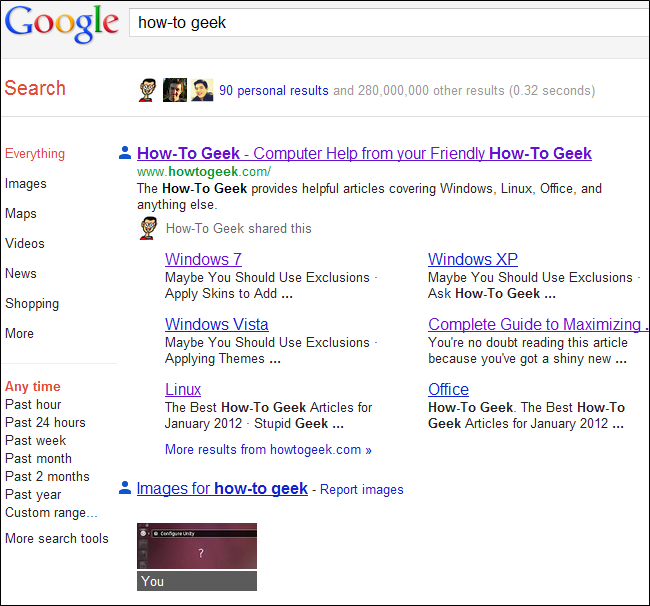 Google
how-to geek
Search
90 personal results and 280,000,000 other results (0.32 seconds)
Everything
Images
Maps
Videos
News
Shopping
More
Any time
Past hour
Past 24 hours
Past week
Past month
Past 2 months
Past year
Custom range...
More search tools
How-To Geek - Computer Help from your Friendly How-To Geek
www.howtogeek.com/
The How-To Geek provides helpful articles covering Windows, Linux, Office, and
anything else.
How-To Geek shared this
Windows 7
Maybe You Should Use Exclusions ·
Apply Skins to Add ...
Windows XP
Maybe You Should Use Exclusions ·
Ask How-To Geek ...
Windows Vista
Maybe You Should Use Exclusions ·
Applying Themes ...
Complete Guide to Maximizing .
You're no doubt reading this article
because you've got a shiny new ...
Linux
The Best How-To Geek Articles for
January 2012 · Stupid Geek ...
Office
How-To Geek. The Best How-To
Geek Articles for January 2012 ...
More results from howtogeek.com »
Images for how-to geek - Report images
Configure Unity
?
You